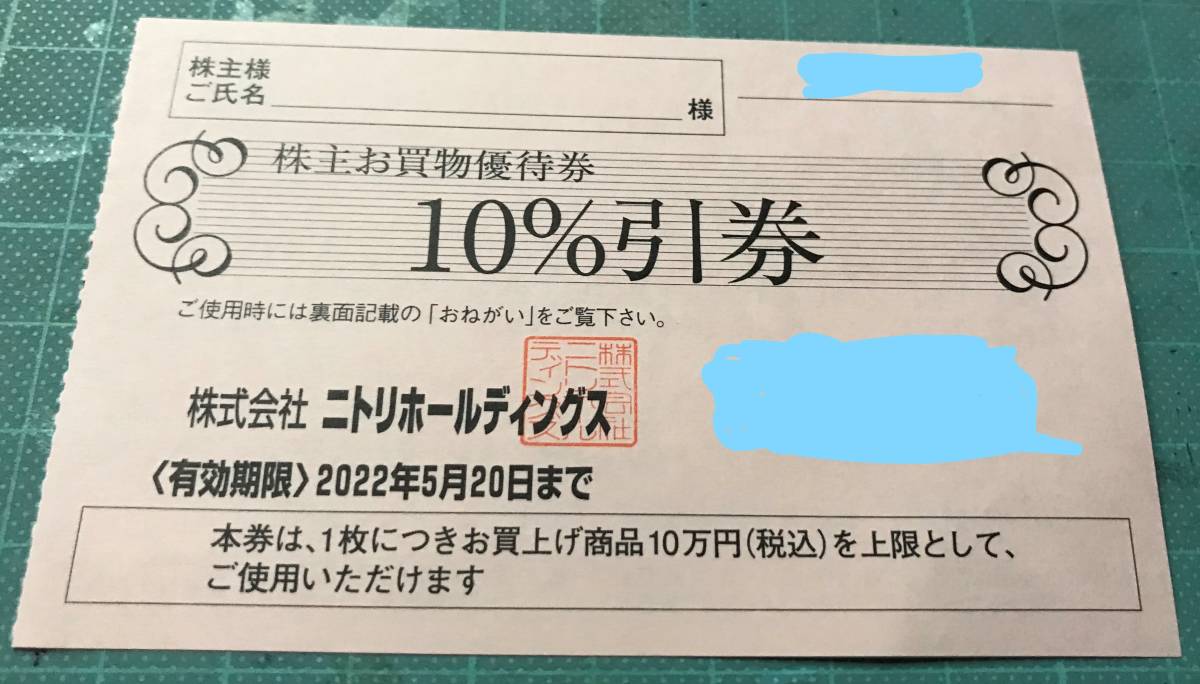 株主様
ご氏名 様
株主お買物優待券
10%引券
ご使用時には裏面記載の「おねがい」をご覧下さい。
株式会社 ニトリホールディングス
〈有効期限〉2022年5月20日まで
本券は、1枚につきお買上げ商品10万円(税込)を上限として、
ご使用いただけます